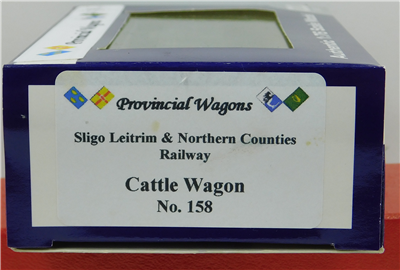 Provincial Wagons
Sligo Leitrim & Northern Counties
Railway
Cattle Wagon
No. 158